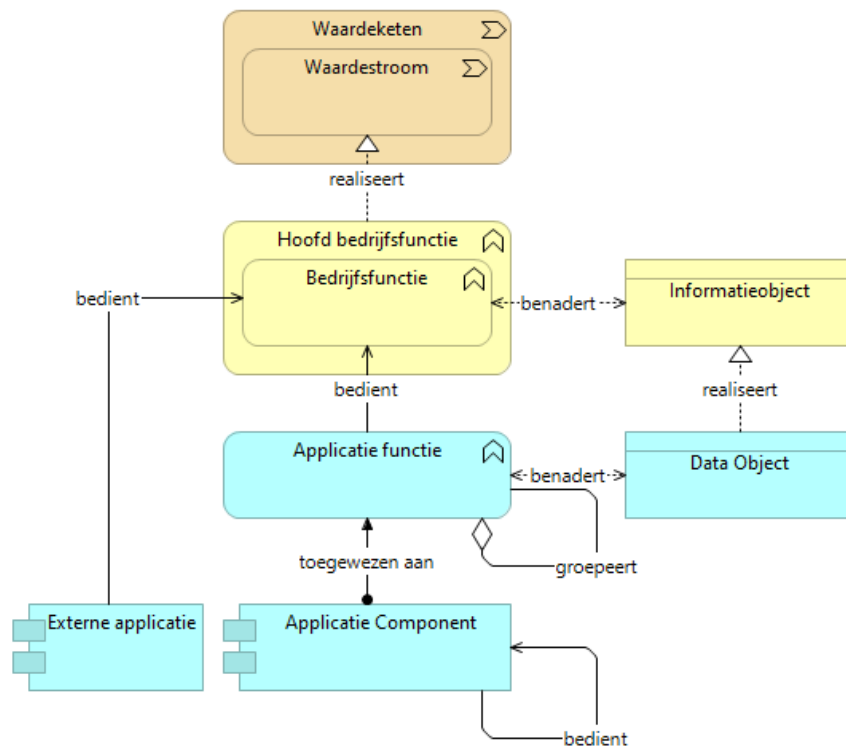 Waardeketen
Waardestroom
realiseert
Hoofd bedrijfsfunctie
Bedrijfsfunctie
Informatieobject
bedient
benadert
realiseert
bedient
Applicatie functie
Data Object
benadert
toegewezen aan
groepeert
Externe applicatie
Applicatie Component
bedient